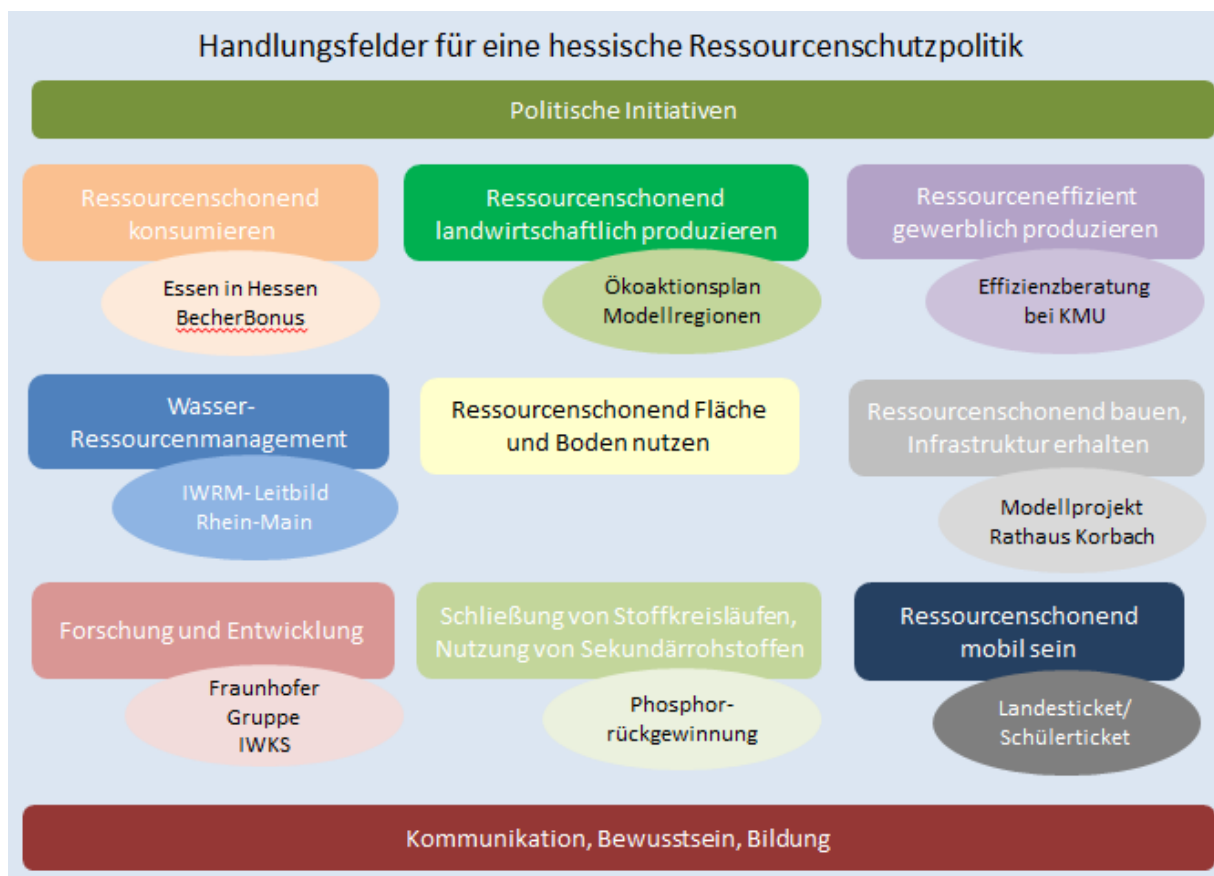 Handlungsfelder für eine hessische Ressourcenschutzpolitik
Politische Initiativen
Ressourcenschonend
konsumieren
Essen in Hessen
BecherBonus
Ressourcenschonend
landwirtschaftlich produzieren
Ökoaktionsplan
Modellregionen
Ressourceneffizient
gewerblich produzieren
Effizienzberatung
bei KMU
Wasser-
Ressourcenmanagement
IWRM-Leitbild
Rhein-Main
Ressourcenschonend Fläche
und Boden nutzen
Ressourcenschonend bauen,
Infrastruktur erhalten
Modellprojekt
Rathaus Korbach
Forschung und Entwicklung
Fraunhofer
Gruppe
IWKS
Schließung von Stoffkreisläufen,
Nutzung von Sekundärrohstoffen
Phosphor-
rückgewinnung
Ressourcenschonend
mobil sein
Landesticket/
Schülerticket
Kommunikation, Bewusstsein, Bildung